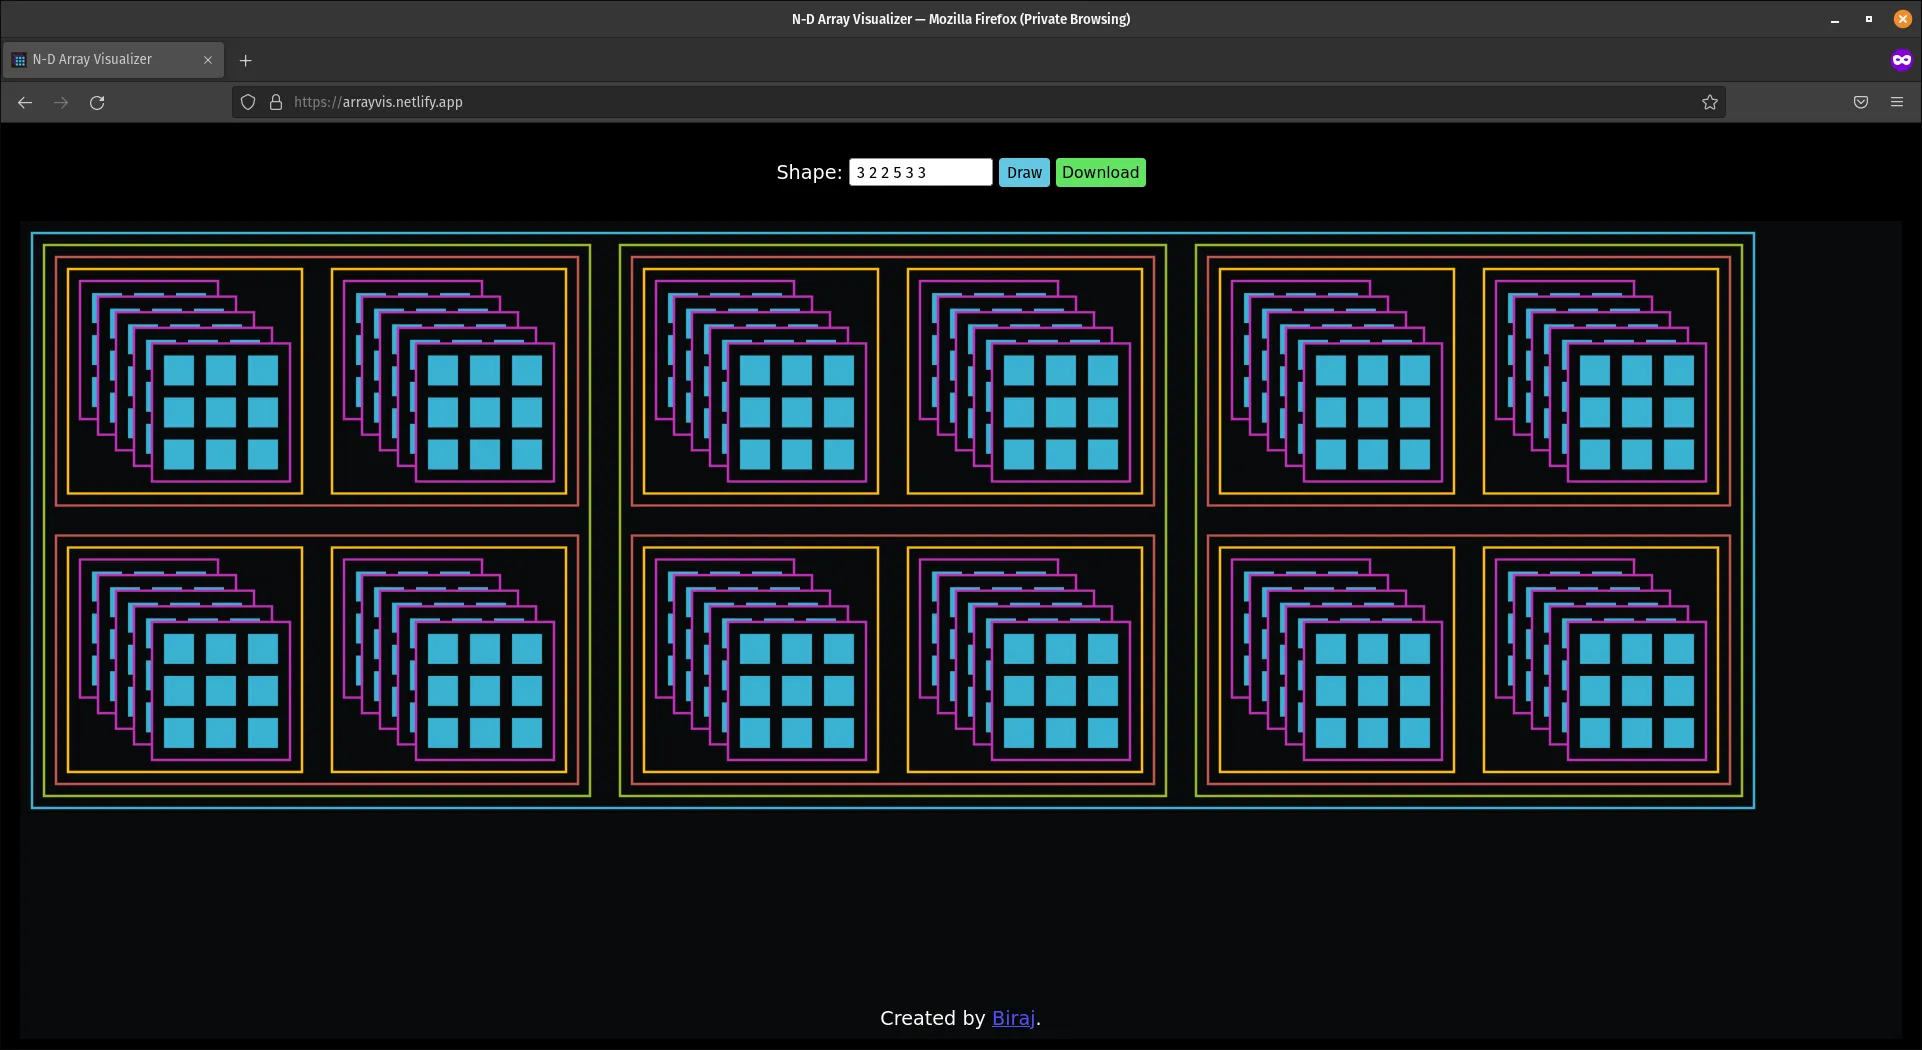 N-D Array Visualizer — Mozilla Firefox (Private Browsing)
N-D Array Visualizer
https://arrayvis.netlify.app
Shape: 3 2 2 5 3 3 Draw Download
Created by Biraj.